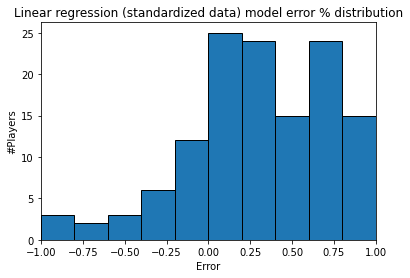 Linear regression (standardized data) model error % distribution
25
20
15
10
5
0
#Players
−1.00 −0.75 −0.50 −0.25 0.00 0.25 0.50 0.75 1.00
Error